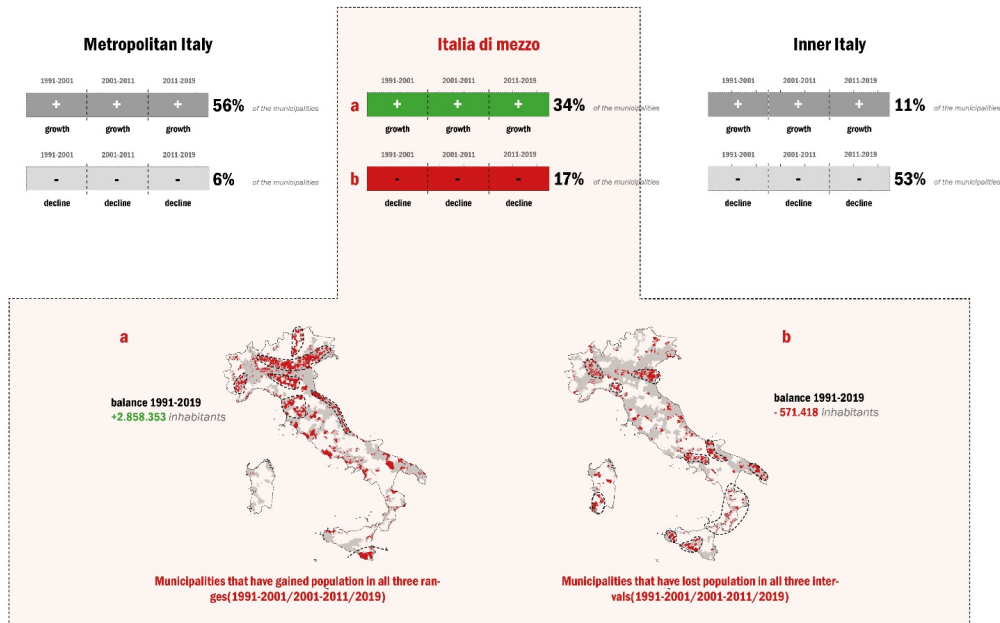 Metropolitan Italy
1991-2001 2001-2011 2011-2019
+ + + 56% of the municipalities
growth growth growth
1991-2001 2001-2011 2011-2019
- - - 6% of the municipalities
decline decline decline
Italia di mezzo
1991-2001 2001-2011 2011-2019
a + + + 34% of the municipalities
growth growth growth
1991-2001 2001-2011 2011-2019
b - - - 17% of the municipalities
decline decline decline
Inner Italy
1991-2001 2001-2011 2011-2019
+ + + 11% of the municipalities
growth growth growth
1991-2001 2001-2011 2011-2019
- - - 53% of the municipalities
decline decline decline
a
balance 1991-2019
+2.858.353 inhabitants
Municipalities that have gained population in all three ran-
ges(1991-2001/2001-2011/2019)
b
balance 1991-2019
- 571.418 inhabitants
Municipalities that have lost population in all three inter-
vals(1991-2001/2001-2011/2019)